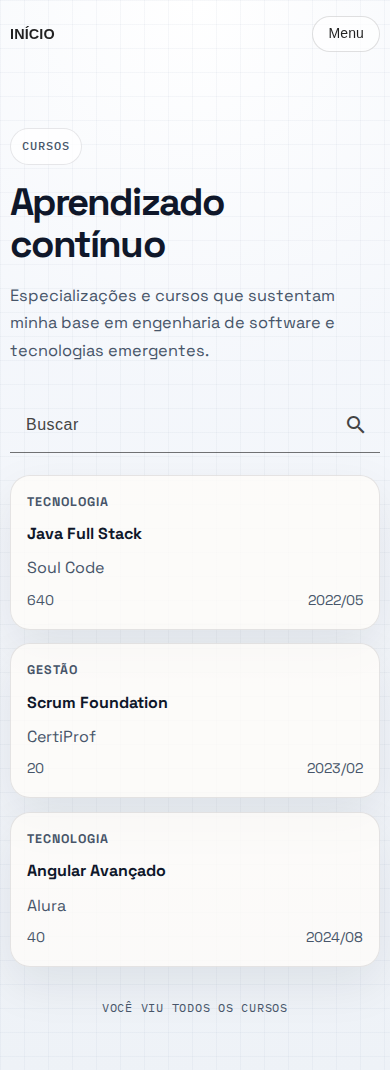 INÍCIO
Menu
CURSOS
Aprendizado
contínuo
Especializações e cursos que sustentam
minha base em engenharia de software e
tecnologias emergentes.
Buscar
TECNOLOGIA
Java Full Stack
Soul Code
640 2022/05
GESTÃO
Scrum Foundation
CertiProf
20 2023/02
TECNOLOGIA
Angular Avançado
Alura
40 2024/08
VOCÊ VIU TODOS OS CURSOS